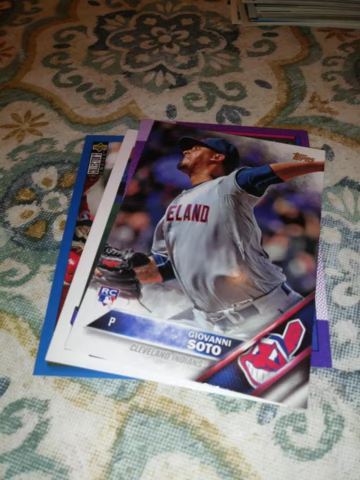 Topps
ELAND
RC
P
GIOVANNI
SOTO
CLEVELAND INDIANS